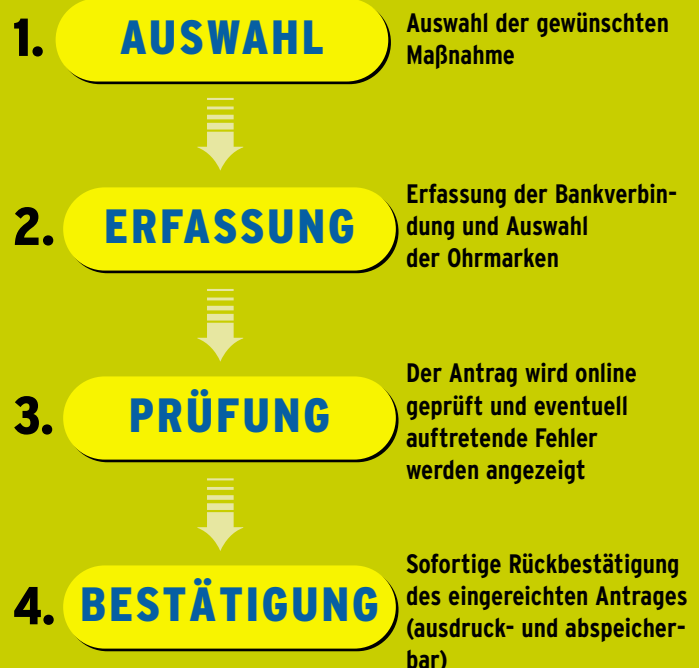 1. AUSWAHL
Auswahl der gewünschten
Maßnahme
2. ERFASSUNG
Erfassung der Bankverbin-
dung und Auswahl
der Ohrmarken
3. PRÜFUNG
Der Antrag wird online
geprüft und eventuell
auftretende Fehler
werden angezeigt
4. BESTÄTIGUNG
Sofortige Rückbestätigung
des eingereichten Antrages
(ausdruck- und abspeicher-
bar)